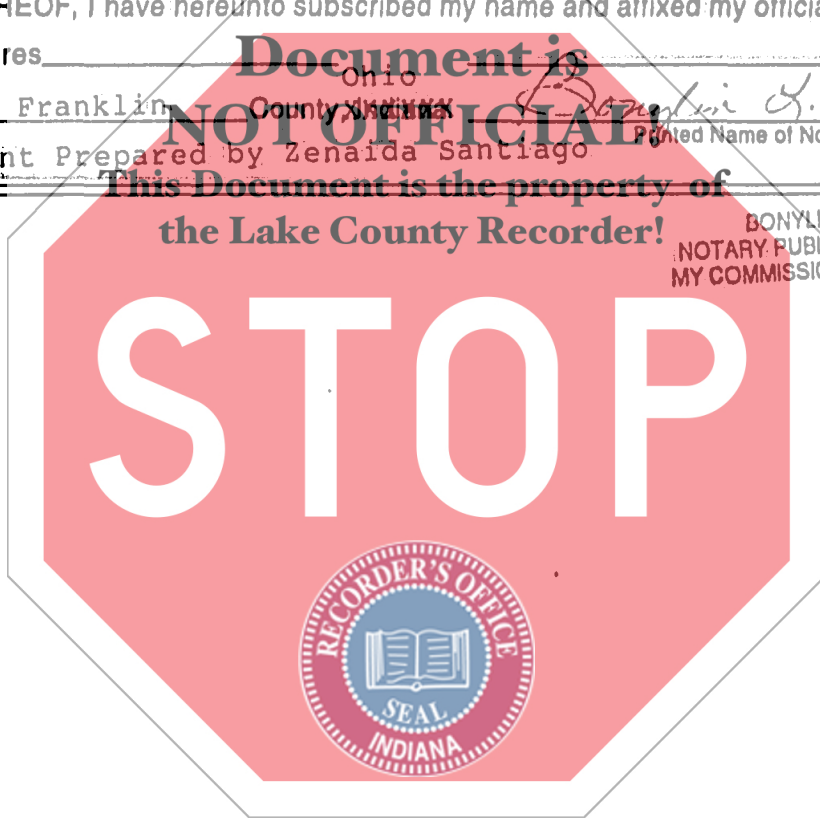 HEOF, I have hereunto subscribed my name and affixed my officia
res
Document is
Ohio
Franklin County, Indiana
NOT OFFICIAL!
Printed Name of No
nt Prepared by Zenaida Santiago
This Document is the property of
the Lake County Recorder!
BONYL
NOTARY PUBL
MY COMMISSIO
STOP
RECORDER'S OFFICE
SEAL
INDIANA